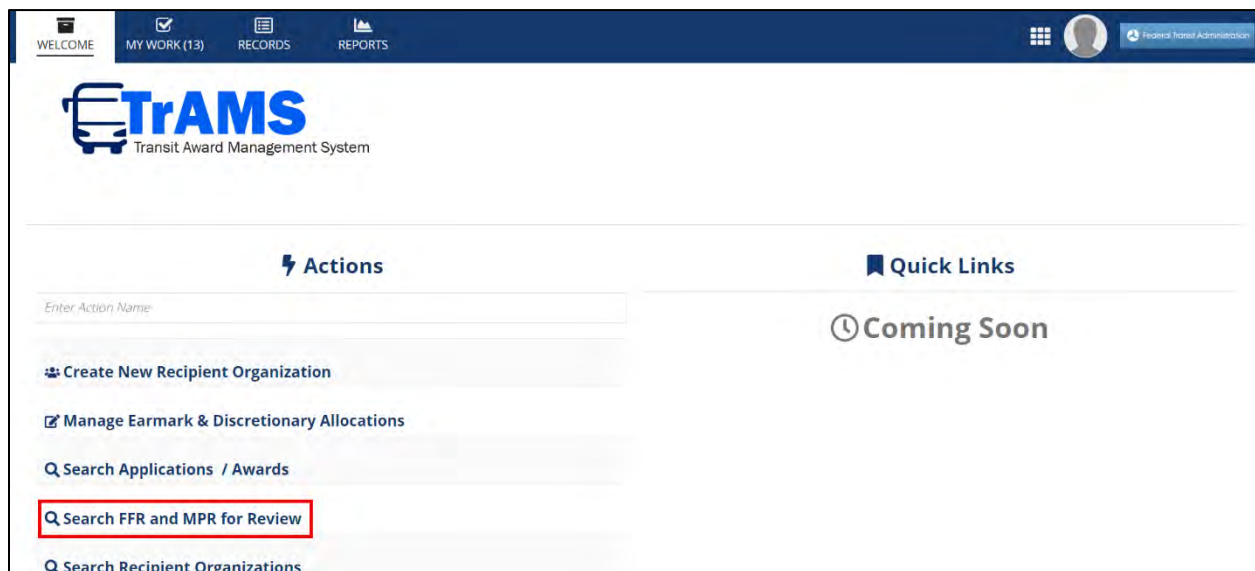 WELCOME
MY WORK (13)
RECORDS
REPORTS
Federal Transit Administration
TrAMS
Transit Award Management System
Actions
Quick Links
Enter Action Name
Coming Soon
Create New Recipient Organization
Manage Earmark & Discretionary Allocations
Search Applications / Awards
Search FFR and MPR for Review
Search Recipient Organizations